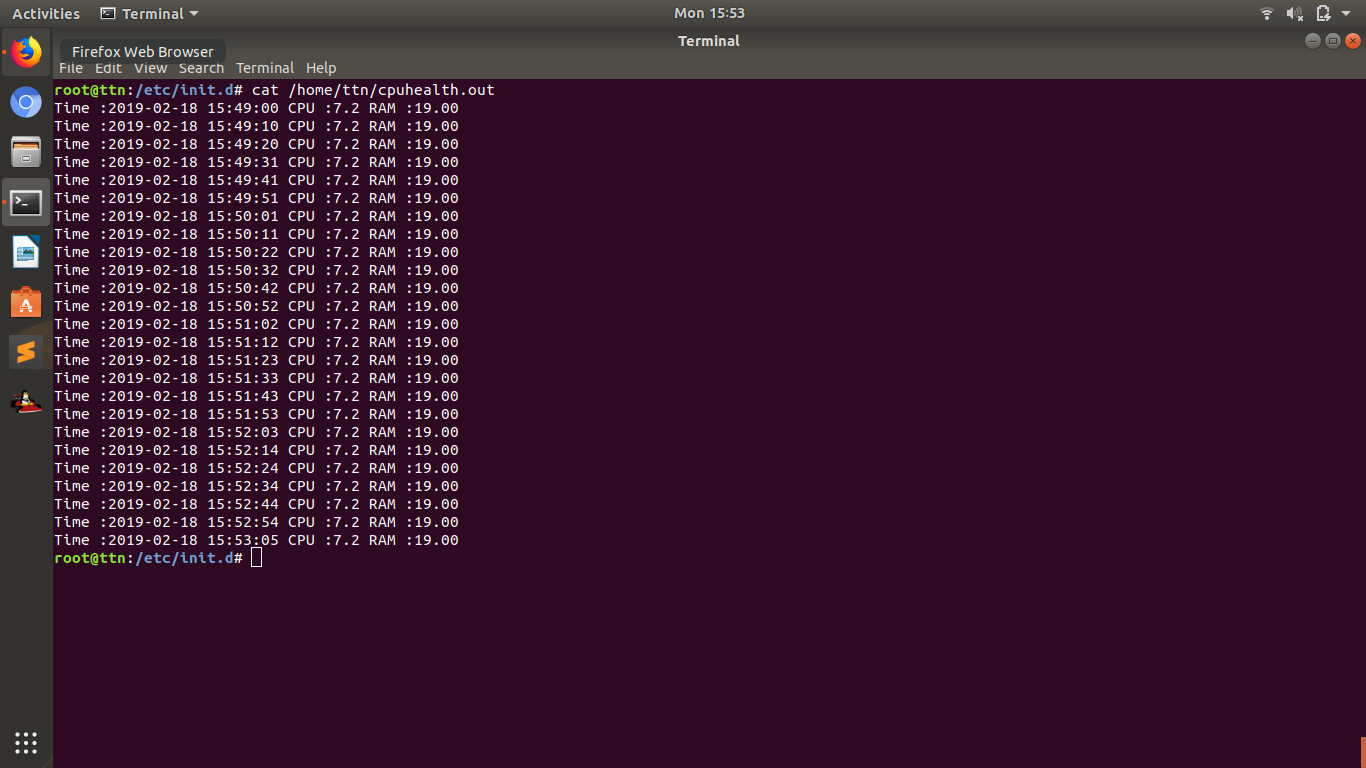 Activities Terminal Mon 15:53
Terminal
Firefox Web Browser
File Edit View Search Terminal Help
root@ttn:/etc/init.d# cat /home/ttn/cpuhealth.out
Time :2019-02-18 15:49:00 CPU :7.2 RAM :19.00
Time :2019-02-18 15:49:10 CPU :7.2 RAM :19.00
Time :2019-02-18 15:49:20 CPU :7.2 RAM :19.00
Time :2019-02-18 15:49:31 CPU :7.2 RAM :19.00
Time :2019-02-18 15:49:41 CPU :7.2 RAM :19.00
Time :2019-02-18 15:49:51 CPU :7.2 RAM :19.00
Time :2019-02-18 15:50:01 CPU :7.2 RAM :19.00
Time :2019-02-18 15:50:11 CPU :7.2 RAM :19.00
Time :2019-02-18 15:50:22 CPU :7.2 RAM :19.00
Time :2019-02-18 15:50:32 CPU :7.2 RAM :19.00
Time :2019-02-18 15:50:42 CPU :7.2 RAM :19.00
Time :2019-02-18 15:50:52 CPU :7.2 RAM :19.00
Time :2019-02-18 15:51:02 CPU :7.2 RAM :19.00
Time :2019-02-18 15:51:12 CPU :7.2 RAM :19.00
Time :2019-02-18 15:51:23 CPU :7.2 RAM :19.00
Time :2019-02-18 15:51:33 CPU :7.2 RAM :19.00
Time :2019-02-18 15:51:43 CPU :7.2 RAM :19.00
Time :2019-02-18 15:51:53 CPU :7.2 RAM :19.00
Time :2019-02-18 15:52:03 CPU :7.2 RAM :19.00
Time :2019-02-18 15:52:14 CPU :7.2 RAM :19.00
Time :2019-02-18 15:52:24 CPU :7.2 RAM :19.00
Time :2019-02-18 15:52:34 CPU :7.2 RAM :19.00
Time :2019-02-18 15:52:44 CPU :7.2 RAM :19.00
Time :2019-02-18 15:52:54 CPU :7.2 RAM :19.00
Time :2019-02-18 15:53:05 CPU :7.2 RAM :19.00
root@ttn:/etc/init.d#